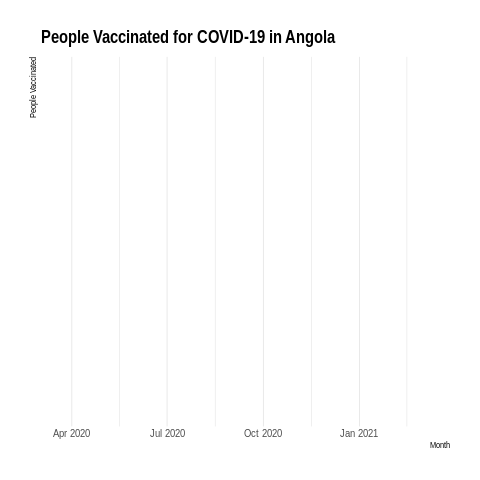 People Vaccinated for COVID-19 in Angola
People Vaccinated
Apr 2020
Jul 2020
Oct 2020
Jan 2021
Month